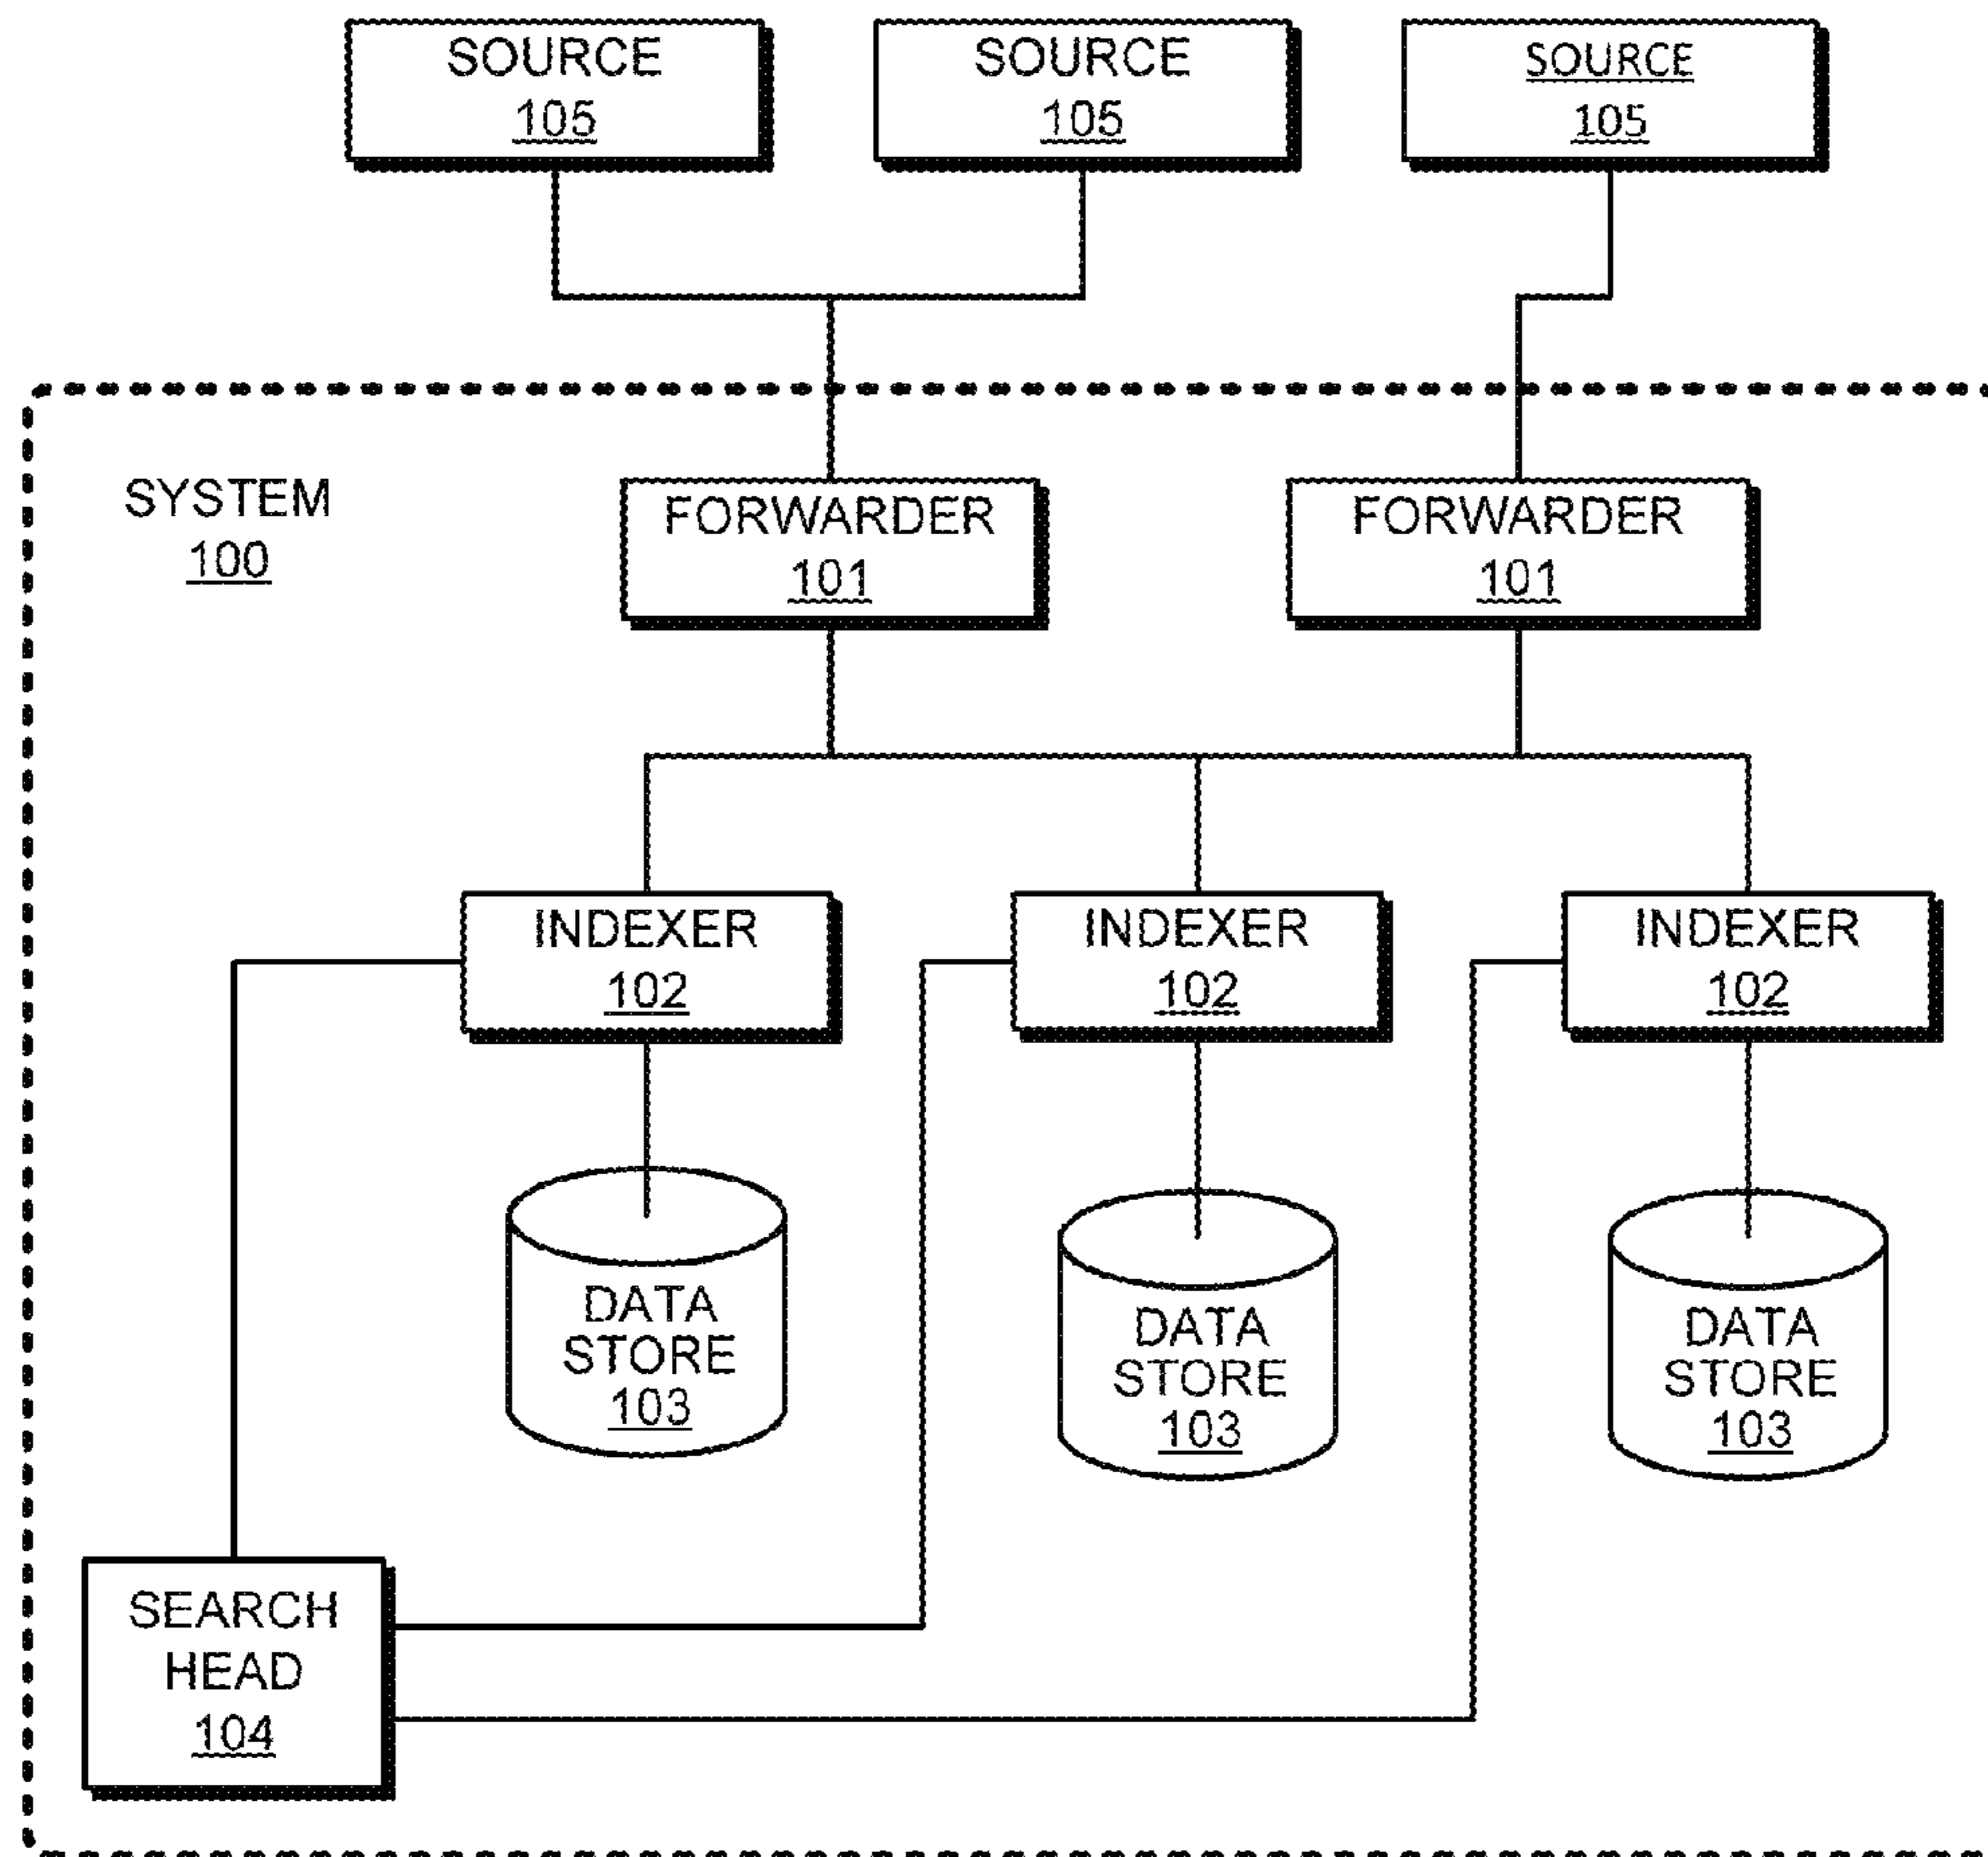 SOURCE
105
SOURCE
105
SOURCE
105
SYSTEM
100
FORWARDER
101
FORWARDER
101
INDEXER
102
INDEXER
102
INDEXER
102
DATA
STORE
103
DATA
STORE
103
DATA
STORE
103
SEARCH
HEAD
104